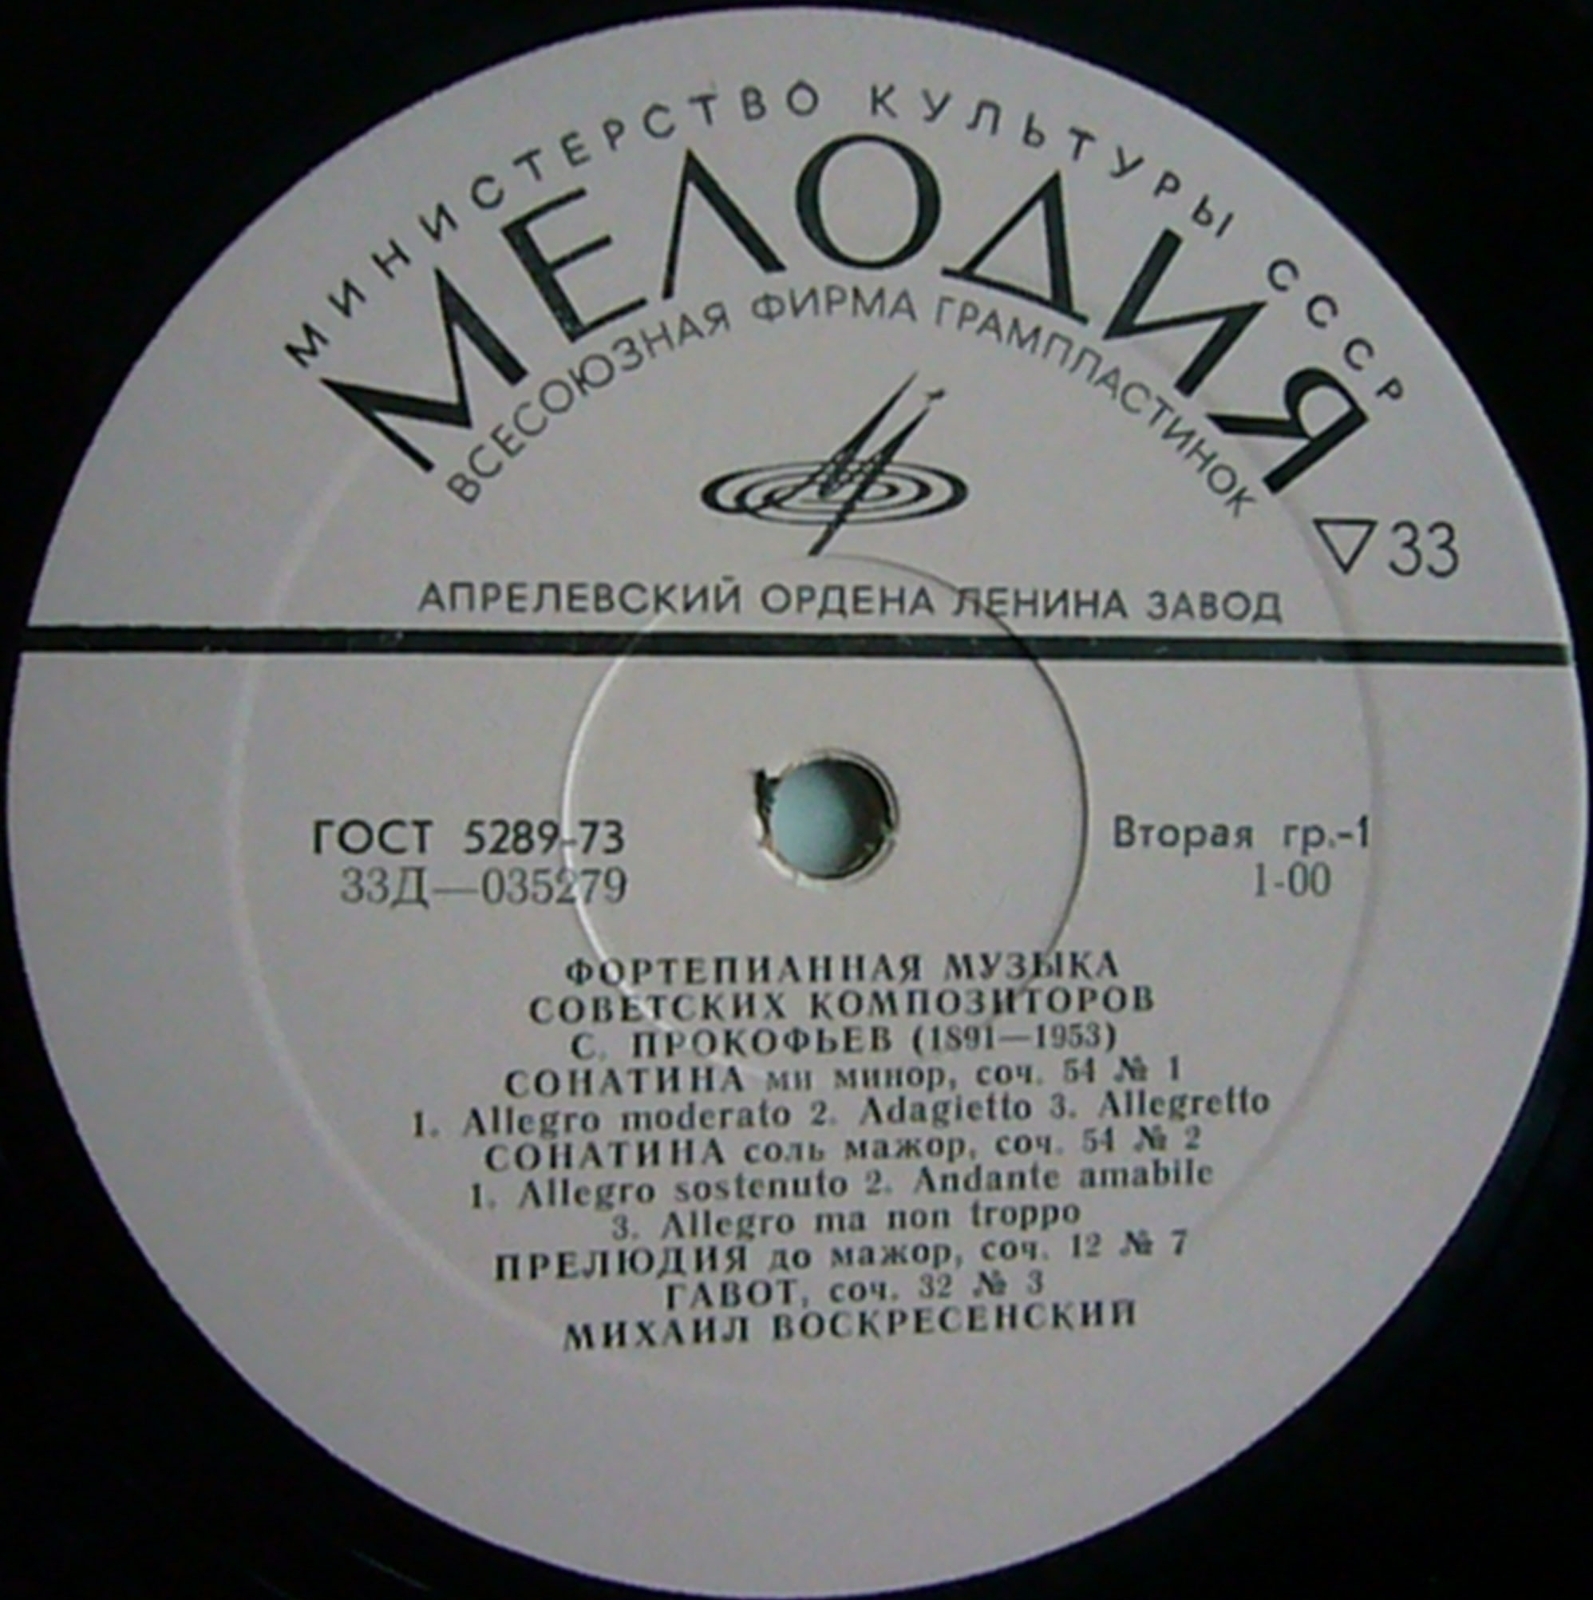 МИНИСТЕРСТВО КУЛЬТУРЫ СССР
МЕЛОДИЯ
ВСЕСОЮЗНАЯ ФИРМА ГРАМПЛАСТИНОК
33
АПРЕЛЕВСКИЙ ОРДЕНА ЛЕНИНА ЗАВОД
ГОСТ 5289-73
33Д—035279
Вторая гр.-1
1-00
ФОРТЕПИАННАЯ МУЗЫКА
СОВЕТСКИХ КОМПОЗИТОРОВ
С. ПРОКОФЬЕВ (1891—1953)
СОНАТИНА ми минор, соч. 54 № 1
1. Allegro moderato 2. Adagietto 3. Allegretto
СОНАТИНА соль мажор, соч. 54 № 2
1. Allegro sostenuto 2. Andante amabile
3. Allegro ma non troppo
ПРЕЛЮДИЯ до мажор, соч. 12 № 7
ГАВОТ, соч. 32 № 3
МИХАИЛ ВОСКРЕСЕНСКИЙ